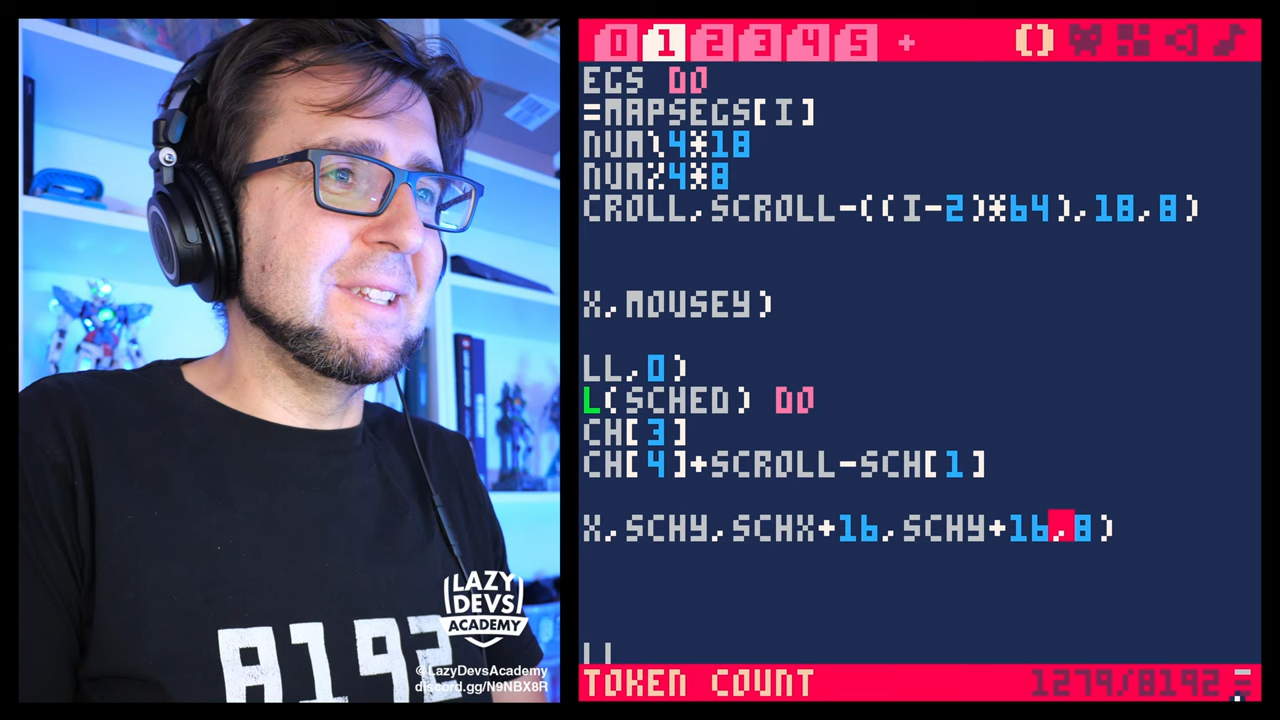 0 1 2 3 4 5 +
EGS DO
=MAPSEGS[I]
NUM\4*18
NUM%4*8
CROLL,SCROLL-((I-2)*64),18,8)
X,MOUSEY)
LL,0)
L(SCHED) DO
CH[3]
CH[4]+SCROLL-SCH[1]
X,SCHY,SCHX+16,SCHY+16,8)
TOKEN COUNT 1279/8192
8192
LAZY
DEVS
ACADEMY
@LazyDevsAcademy
discord.gg/N9NBX8R